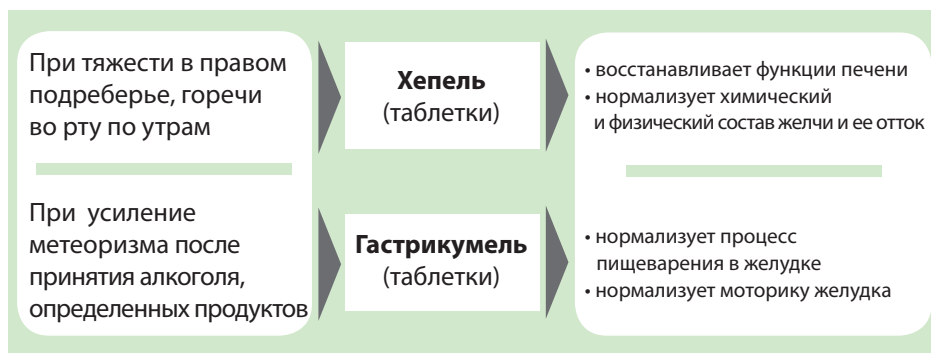 При тяжести в правом
подреберье, горечи
во рту по утрам
Хепель
(таблетки)
• восстанавливает функции печени
• нормализует химический
и физический состав желчи и ее отток
При усиление
метеоризма после
принятия алкоголя,
определенных продуктов
Гастрикумель
(таблетки)
• нормализует процесс
пищеварения в желудке
• нормализует моторику желудка